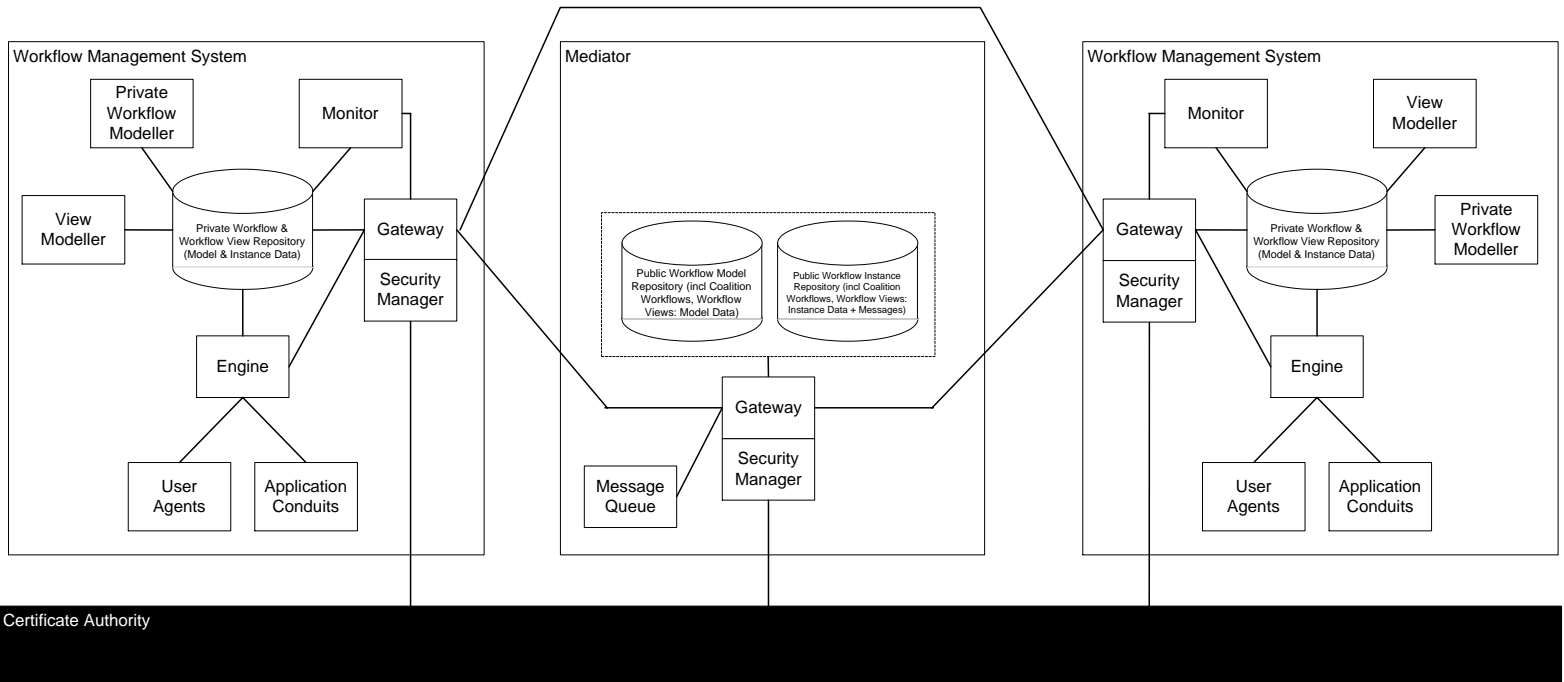 Workflow Management System
Private
Workflow
Modeller
Monitor
View
Modeller
Private Workflow &
Workflow View Repository
(Model & Instance Data)
Gateway
Security
Manager
Engine
User
Agents
Application
Conduits
Mediator
Public Workflow Model
Repository (incl Coalition
Workflows, Workflow
Views: Model Data)
Public Workflow Instance
Repository (incl Coalition
Workflows, Workflow Views:
Instance Data + Messages)
Gateway
Security
Manager
Message
Queue
Workflow Management System
Monitor
View
Modeller
Gateway
Security
Manager
Private Workflow &
Workflow View Repository
(Model & Instance Data)
Private
Workflow
Modeller
Engine
User
Agents
Application
Conduits
Certificate Authority